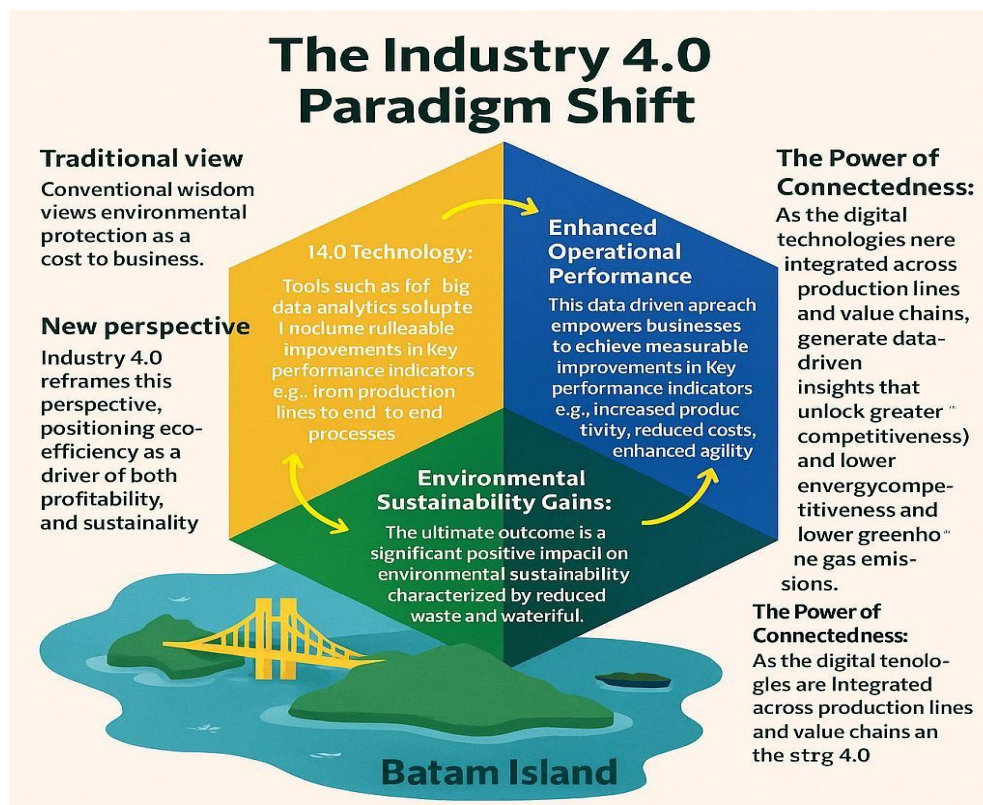 The Industry 4.0
Paradigm Shift
Traditional view
Conventional wisdom
views environmental
protection as a
cost to business.
New perspective
Industry 4.0
reframes this
perspective,
positioning eco-
efficiency as a
driver of both
profitability,
and sustainality
14.0 Technology:
Tools such as fof big
data analytics solupte
I noclume rulleaable
impovements in Key
performance indicators
e.g.. irom production
lines to end to end
processes
Enhanced
Operational
Performance
This data driven apreach
empowers businesses
to echieve measurable
improvements in Key
performance indicators
e.g., increased produc
tivity, reduced costs,
enhanced agility
Environmental
Sustainability Gains:
The ultimate outcome is a
significant positive impacil on
environmental sustainability
characterized by reduced
waste and wateriful.
The Power of
Connectedness:
As the digital
technologies nere
integrated across
production lines
and value chains,
generate data-
driven
insights that
unlock greater
competitiveness)
and lower
envergycompe-
titiveness and
lower greenho
ne gas emis-
sions.
The Power of
Connectedness:
As the digital tenolo-
gles are Integrated
across production lines
and value chains an
the strg 4.0
Batam Island